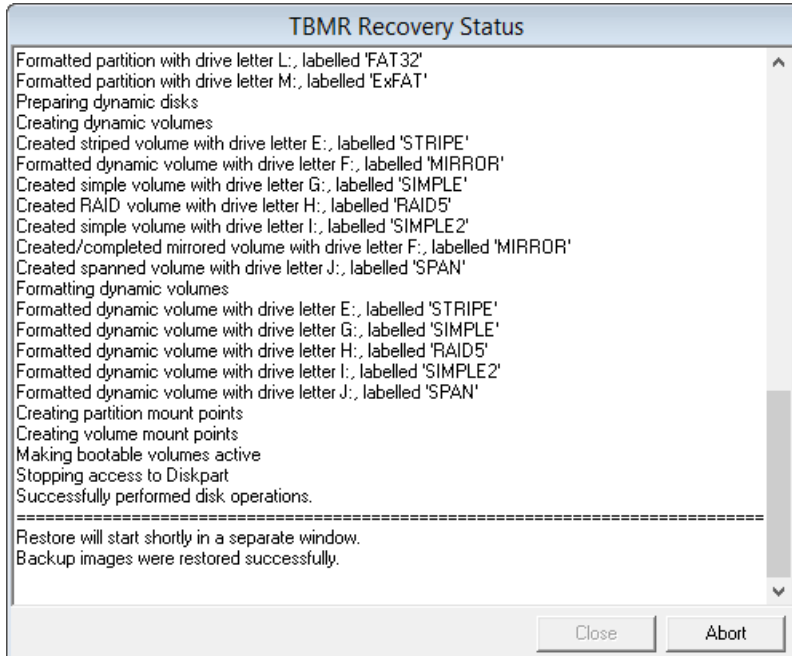 TBMR Recovery Status
Formatted partition with drive letter L:, labelled 'FAT32'
Formatted partition with drive letter M:, labelled 'ExFAT'
Preparing dynamic disks
Creating dynamic volumes
Created striped volume with drive letter E:, labelled 'STRIPE'
Formatted dynamic volume with drive letter F:, labelled 'MIRROR'
Created simple volume with drive letter G:, labelled 'SIMPLE'
Created RAID volume with drive letter H:, labelled 'RAID5'
Created simple volume with drive letter I:, labelled 'SIMPLE2'
Created/completed mirrored volume with drive letter F:, labelled 'MIRROR'
Created spanned volume with drive letter J:, labelled 'SPAN'
Formatting dynamic volumes
Formatted dynamic volume with drive letter E:, labelled 'STRIPE'
Formatted dynamic volume with drive letter G:, labelled 'SIMPLE'
Formatted dynamic volume with drive letter H:, labelled 'RAID5'
Formatted dynamic volume with drive letter I:, labelled 'SIMPLE2'
Formatted dynamic volume with drive letter J:, labelled 'SPAN'
Creating partition mount points
Creating volume mount points
Making bootable volumes active
Stopping access to Diskpart
Successfully performed disk operations.
==========================================================================
Restore will start shortly in a separate window.
Backup images were restored successfully.
Close Abort